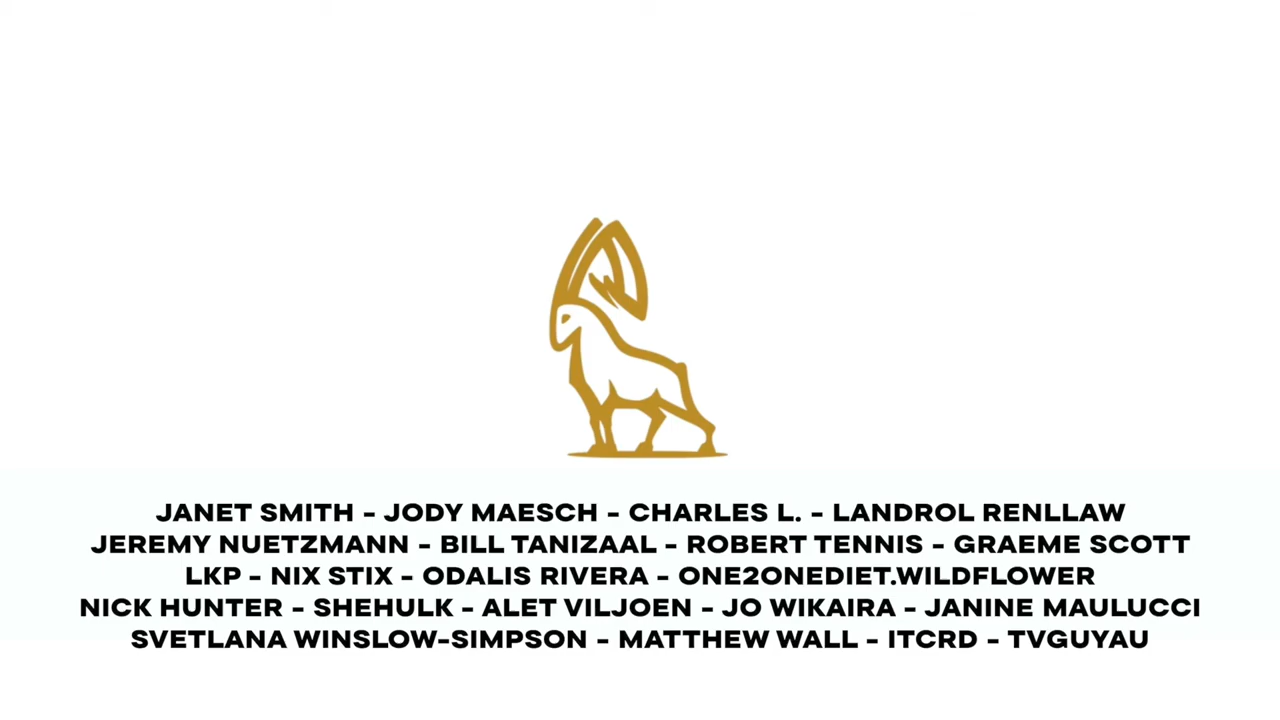 JANET SMITH - JODY MAESCH - CHARLES L. - LANDROL RENLLAW
JEREMY NUETZMANN - BILL TANIZAAL - ROBERT TENNIS - GRAEME SCOTT
LKP - NIX STIX - ODALIS RIVERA - ONE2ONEDIET.WILDFLOWER
NICK HUNTER - SHEHULK - ALET VILJOEN - JO WIKAIRA - JANINE MAULUCCI
SVETLANA WINSLOW-SIMPSON - MATTHEW WALL - ITCRD - TVGUYAU